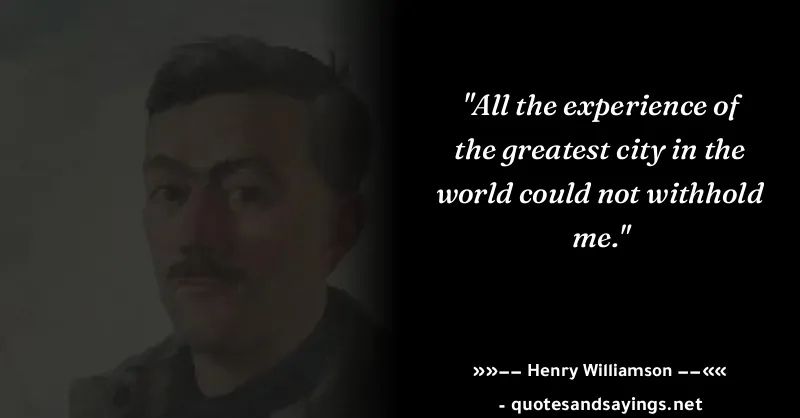 "All the experience of
the greatest city in the
world could not withhold
me."
»»–– Henry Williamson ––««
- quotesandsayings.net